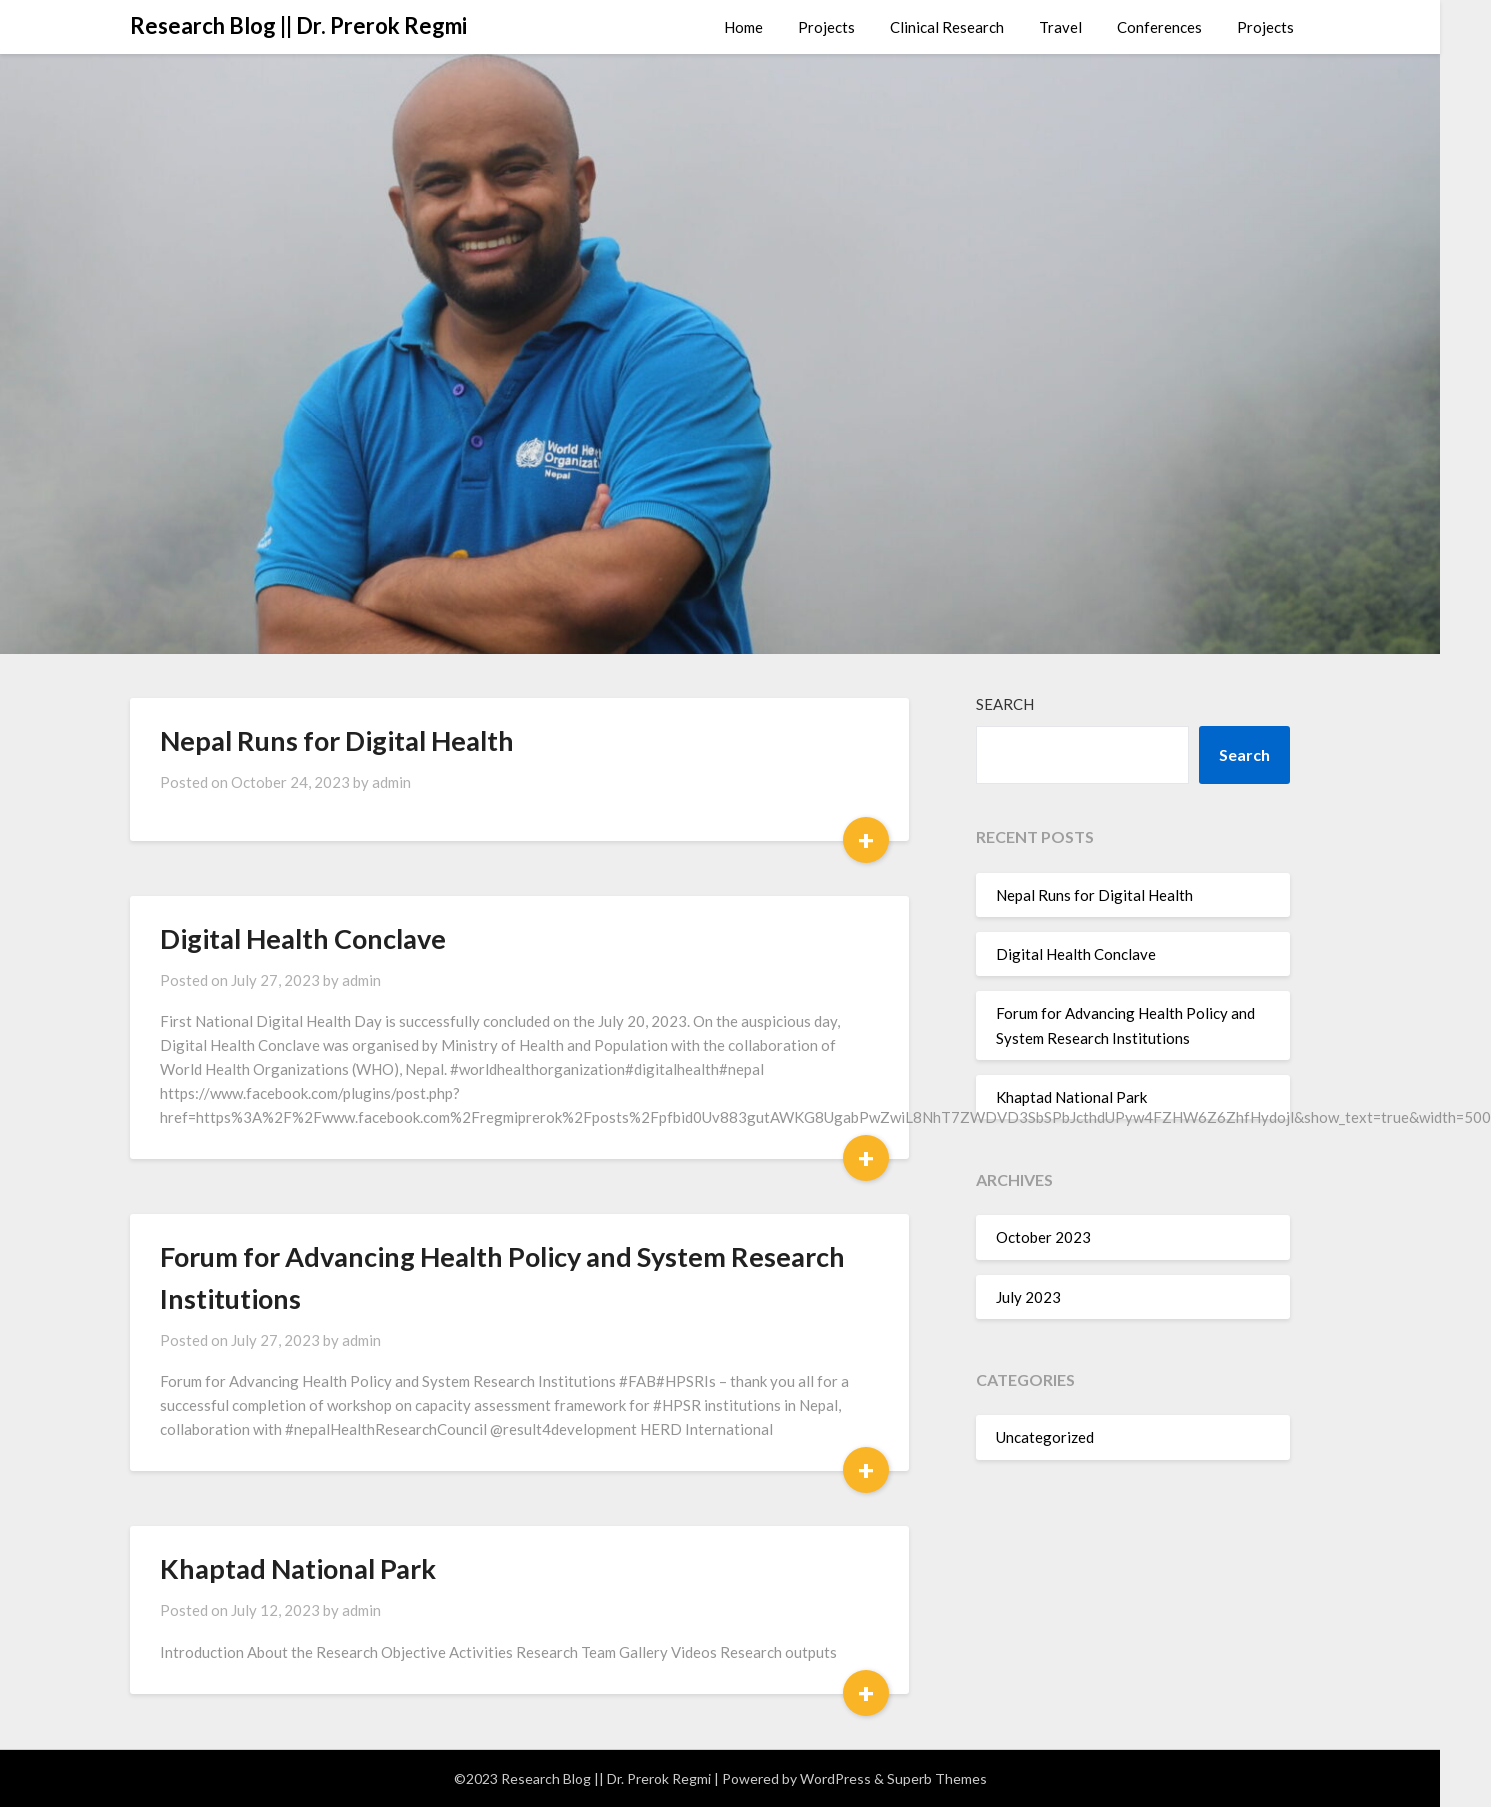 Research Blog || Dr. Prerok Regmi
Home Projects Clinical Research Travel Conferences Projects
World Hea
Organizati
Nepal
Nepal Runs for Digital Health
Posted on October 24, 2023 by admin
+
Digital Health Conclave
Posted on July 27, 2023 by admin
First National Digital Health Day is successfully concluded on the July 20, 2023. On the auspicious day,
Digital Health Conclave was organised by Ministry of Health and Population with the collaboration of
World Health Organizations (WHO), Nepal. #worldhealthorganization#digitalhealth#nepal
https://www.facebook.com/plugins/post.php?
href=https%3A%2F%2Fwww.facebook.com%2Fregmiprerok%2Fposts%2Fpfbid0Uv883gutAWKG8UgabPwZwiL8NhT7ZWDVD3SbSPbJcthdUPyw4FZHW6Z6ZhfHydojl&show_text=true&width=500
+
Forum for Advancing Health Policy and System Research
Institutions
Posted on July 27, 2023 by admin
Forum for Advancing Health Policy and System Research Institutions #FAB#HPSRIs – thank you all for a
successful completion of workshop on capacity assessment framework for #HPSR institutions in Nepal,
collaboration with #nepalHealthResearchCouncil @result4development HERD International
+
Khaptad National Park
Posted on July 12, 2023 by admin
Introduction About the Research Objective Activities Research Team Gallery Videos Research outputs
+
SEARCH
Search
RECENT POSTS
Nepal Runs for Digital Health
Digital Health Conclave
Forum for Advancing Health Policy and
System Research Institutions
Khaptad National Park
ARCHIVES
October 2023
July 2023
CATEGORIES
Uncategorized
©2023 Research Blog || Dr. Prerok Regmi | Powered by WordPress & Superb Themes